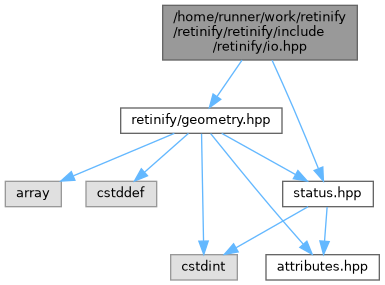 /home/runner/work/retinify
/retinify/retinify/include
/retinify/io.hpp
retinify/geometry.hpp
array
cstddef
status.hpp
cstdint
attributes.hpp